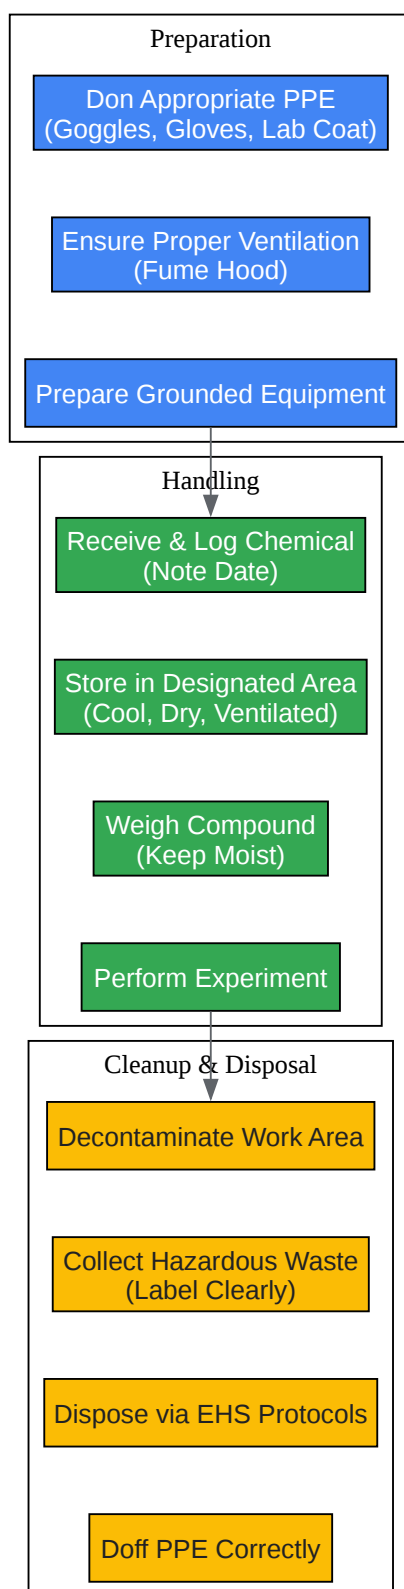 Preparation
Don Appropriate PPE
(Goggles, Gloves, Lab Coat)
Ensure Proper Ventilation
(Fume Hood)
Prepare Grounded Equipment
Handling
Receive & Log Chemical
(Note Date)
Store in Designated Area
(Cool, Dry, Ventilated)
Weigh Compound
(Keep Moist)
Perform Experiment
Cleanup & Disposal
Decontaminate Work Area
Collect Hazardous Waste
(Label Clearly)
Dispose via EHS Protocols
Doff PPE Correctly